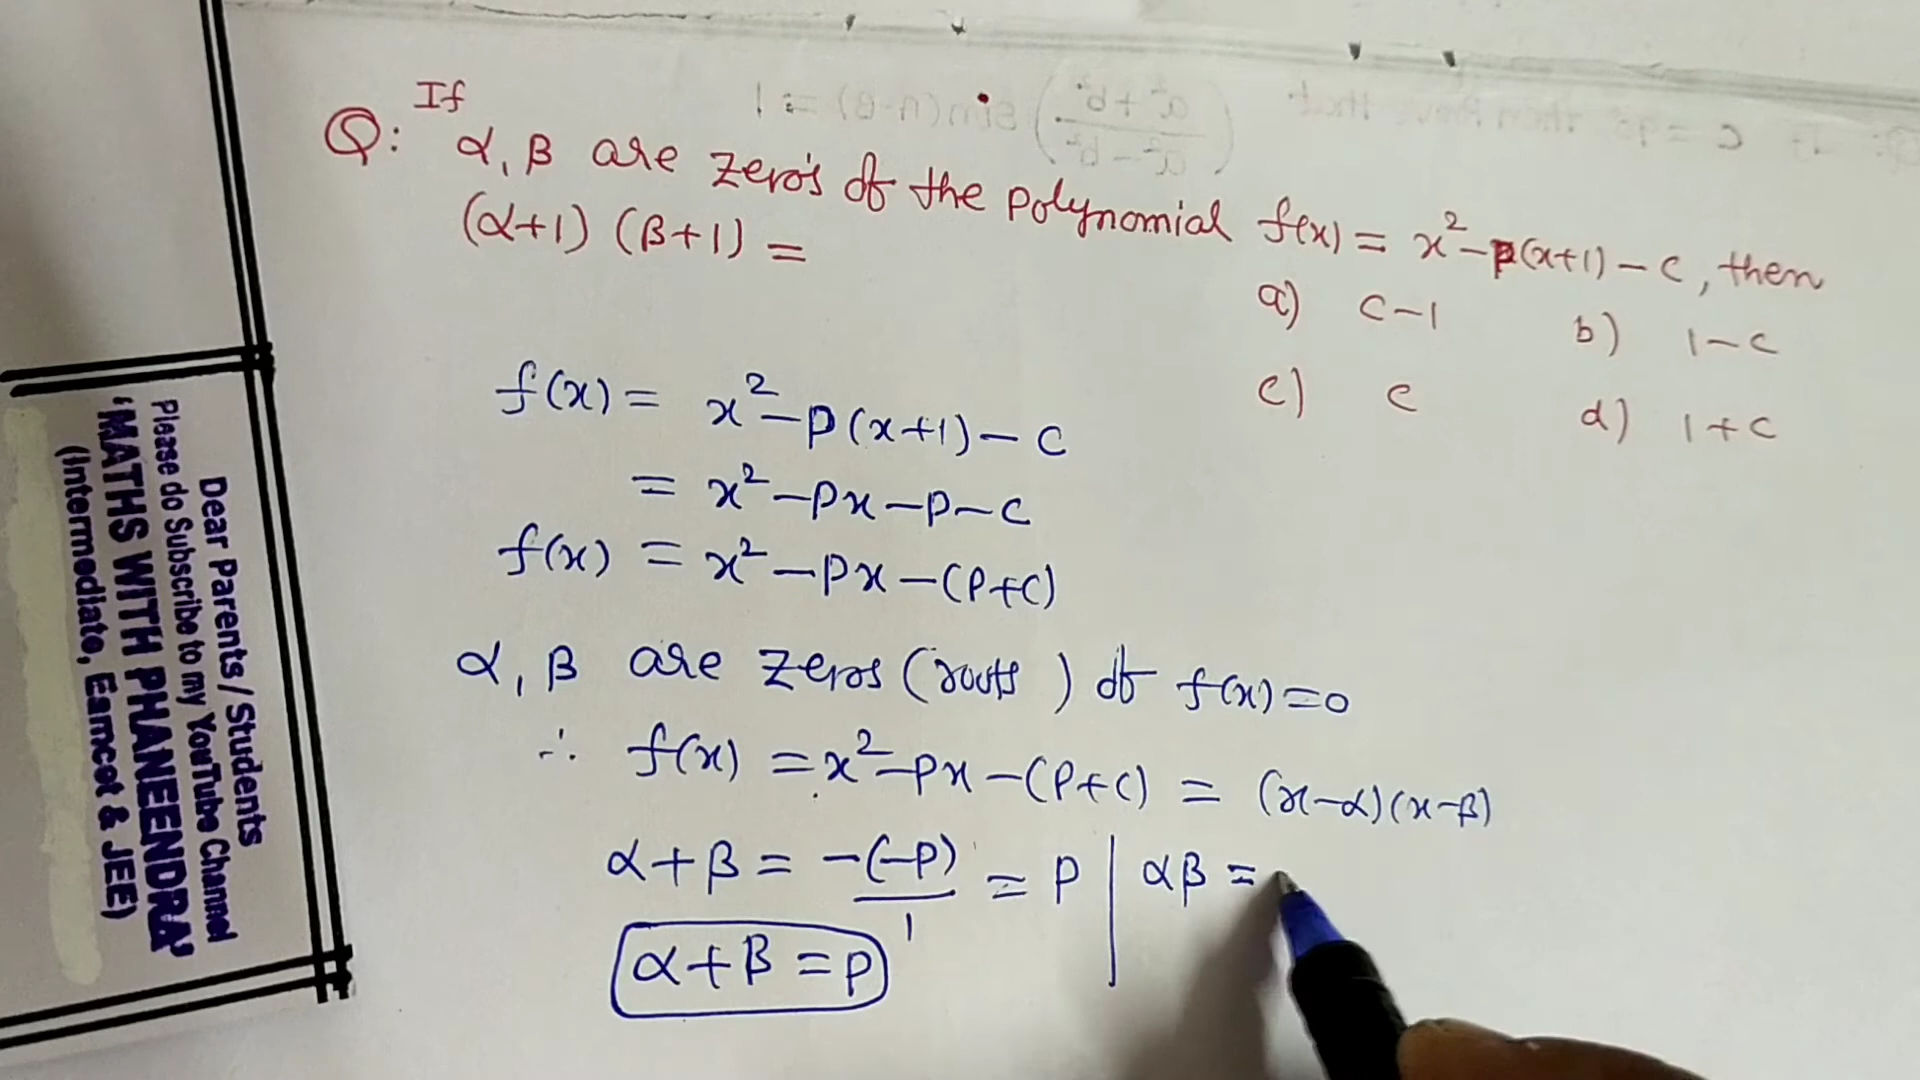 If
Q: α, β are zero's of the polynomial f(x) = x² - p(x+1) - c, then
(α+1) (β+1) =
a) c-1 b) 1-c
c) c d) 1+c
f(x) = x² - p(x+1) - c
= x² - px - p - c
f(x) = x² - px - (p+c)
α, β are zeros (roots) of f(x)=0
∴ f(x) = x² - px - (p+c) = (x-α)(x-β)
α+β = -(-p)/1 = p | αβ =
α+β = p
Dear Parents / Students
Please do Subscribe to my YouTube Channel
'MATHS WITH PHANEENDRA'
(Intermediate, Eamcet & JEE)